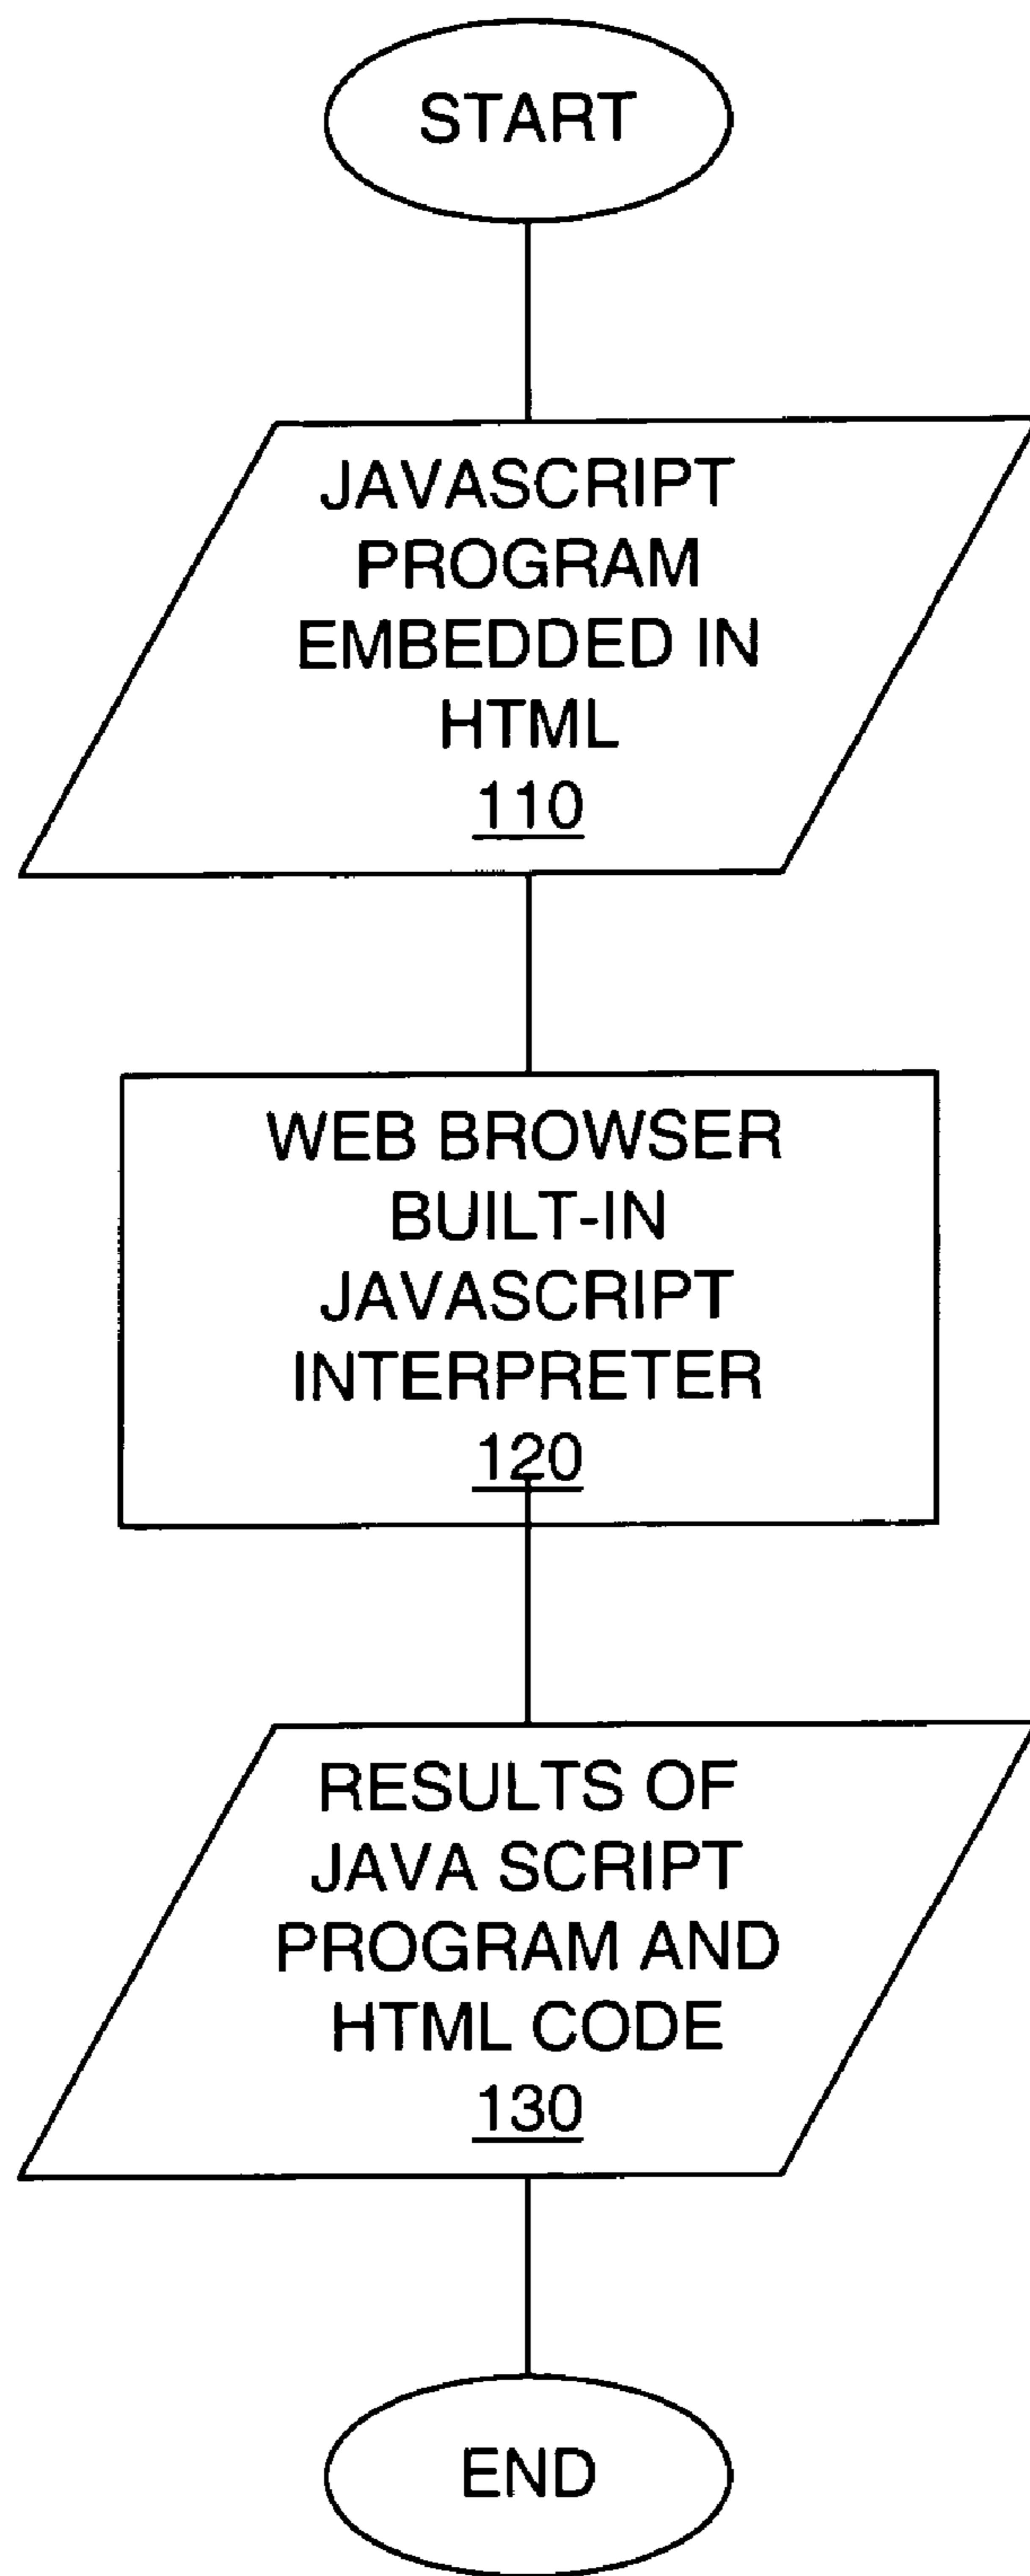 START
JAVASCRIPT
PROGRAM
EMBEDDED IN
HTML
110
WEB BROWSER
BUILT-IN
JAVASCRIPT
INTERPRETER
120
RESULTS OF
JAVA SCRIPT
PROGRAM AND
HTML CODE
130
END